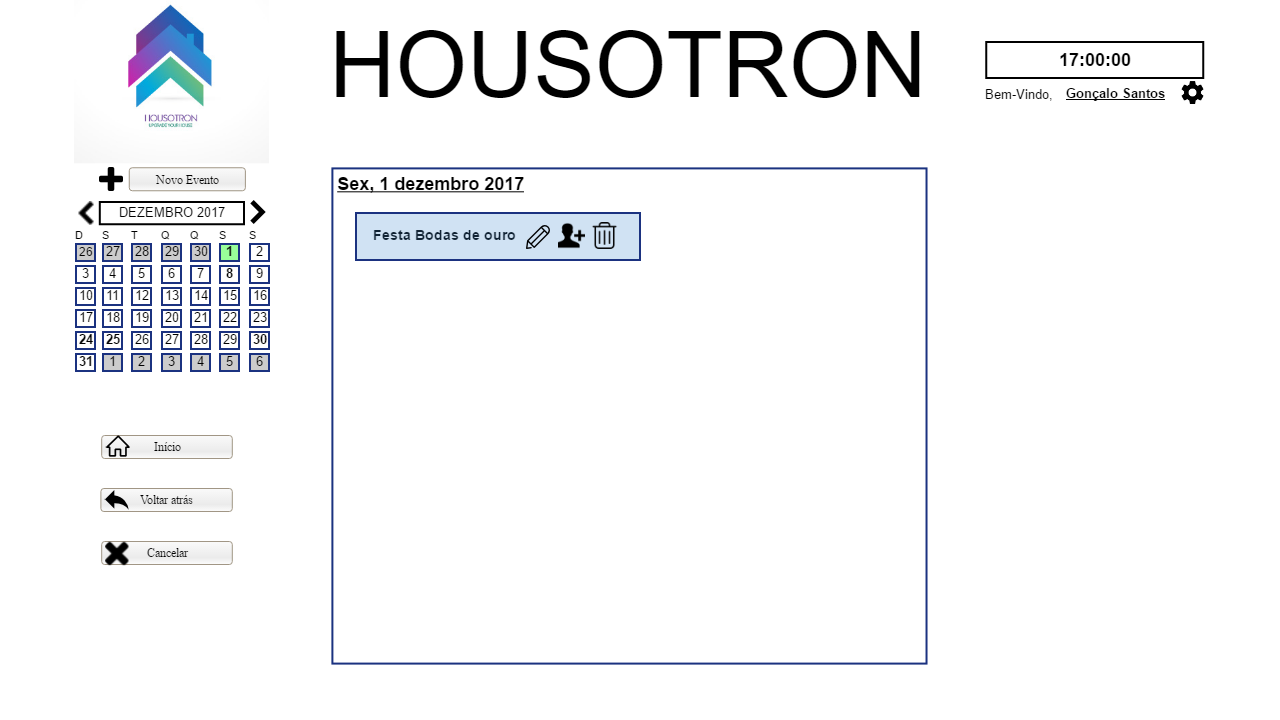 HOUSOTRON
UPGRADE YOUR HOUSE
HOUSOTRON
17:00:00
Bem-Vindo, Gonçalo Santos
Novo Evento
DEZEMBRO 2017
D S T Q Q S S
26 27 28 29 30 1 2
3 4 5 6 7 8 9
10 11 12 13 14 15 16
17 18 19 20 21 22 23
24 25 26 27 28 29 30
31 1 2 3 4 5 6
Início
Voltar atrás
Cancelar
Sex, 1 dezembro 2017
Festa Bodas de ouro